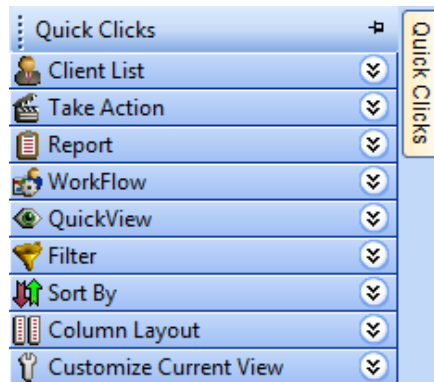 Quick Clicks
Client List
Take Action
Report
WorkFlow
QuickView
Filter
Sort By
Column Layout
Customize Current View
Quick Clicks